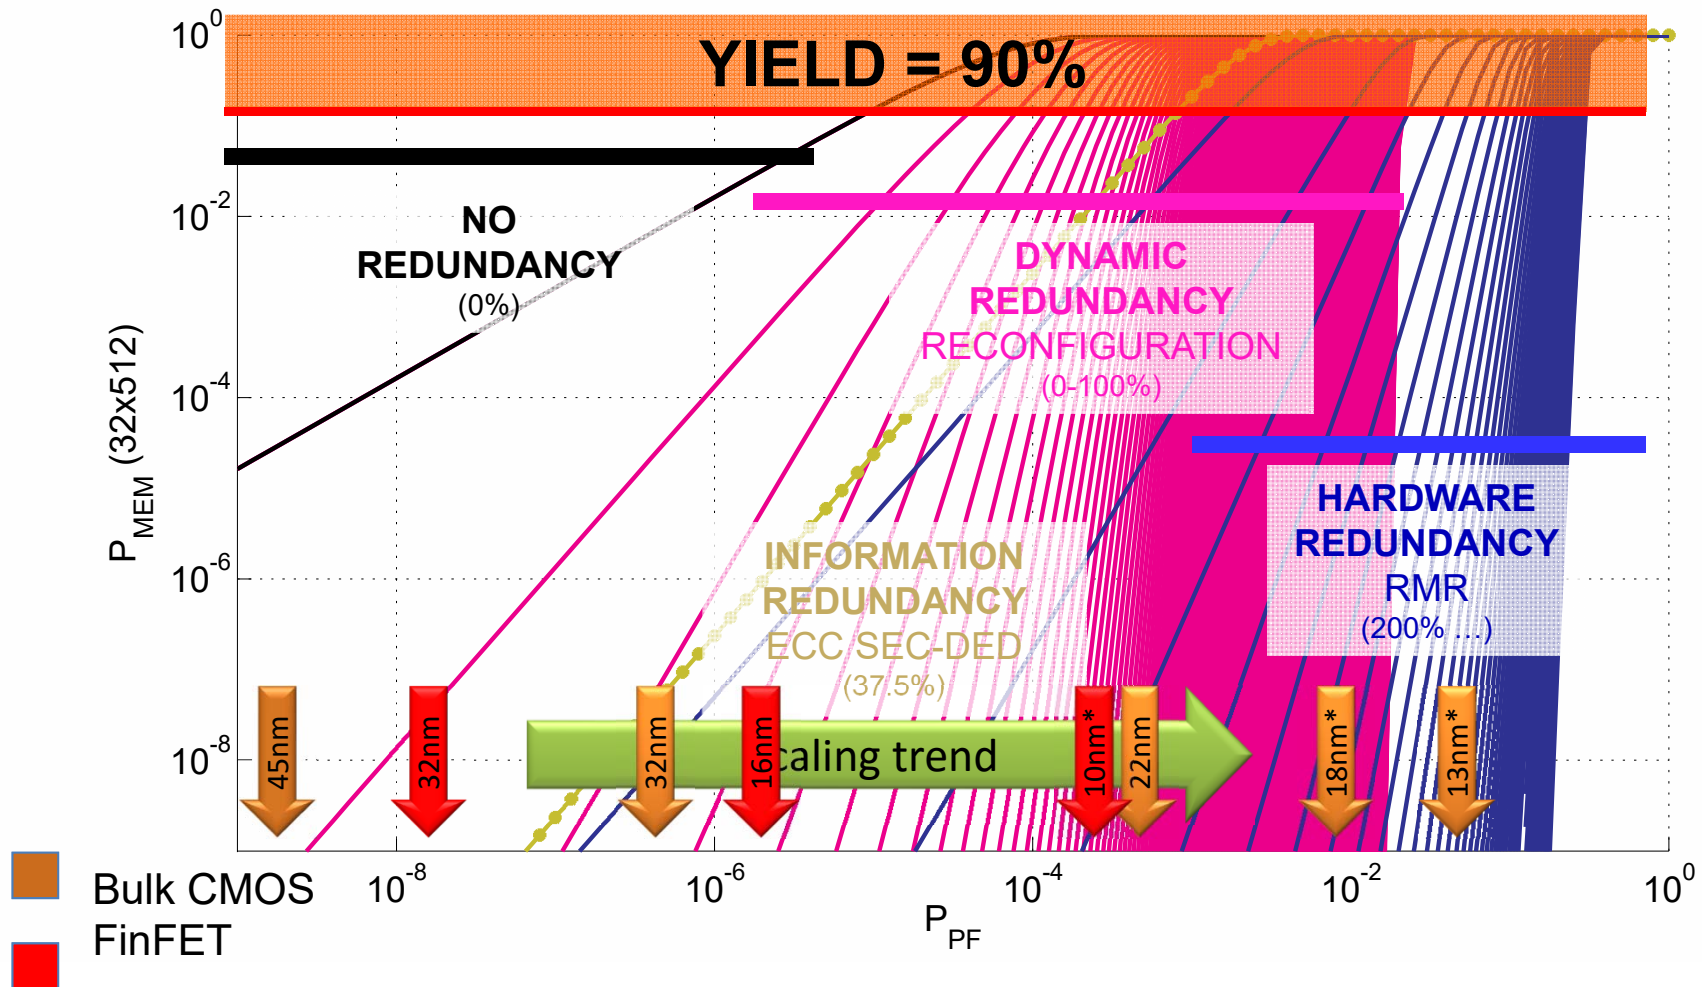 YIELD = 90%
10^0
10^-2
10^-4
10^-6
10^-8
P_MEM (32x512)
NO
REDUNDANCY
(0%)
DYNAMIC
REDUNDANCY
RECONFIGURATION
(0-100%)
HARDWARE
REDUNDANCY
RMR
(200% ...)
INFORMATION
REDUNDANCY
ECC SEC-DED
(37.5%)
45nm
32nm
32nm
16nm
caling trend
10nm*
22nm
18nm*
13nm*
10^-8
10^-6
10^-4
10^-2
10^0
P_PF
Bulk CMOS
FinFET